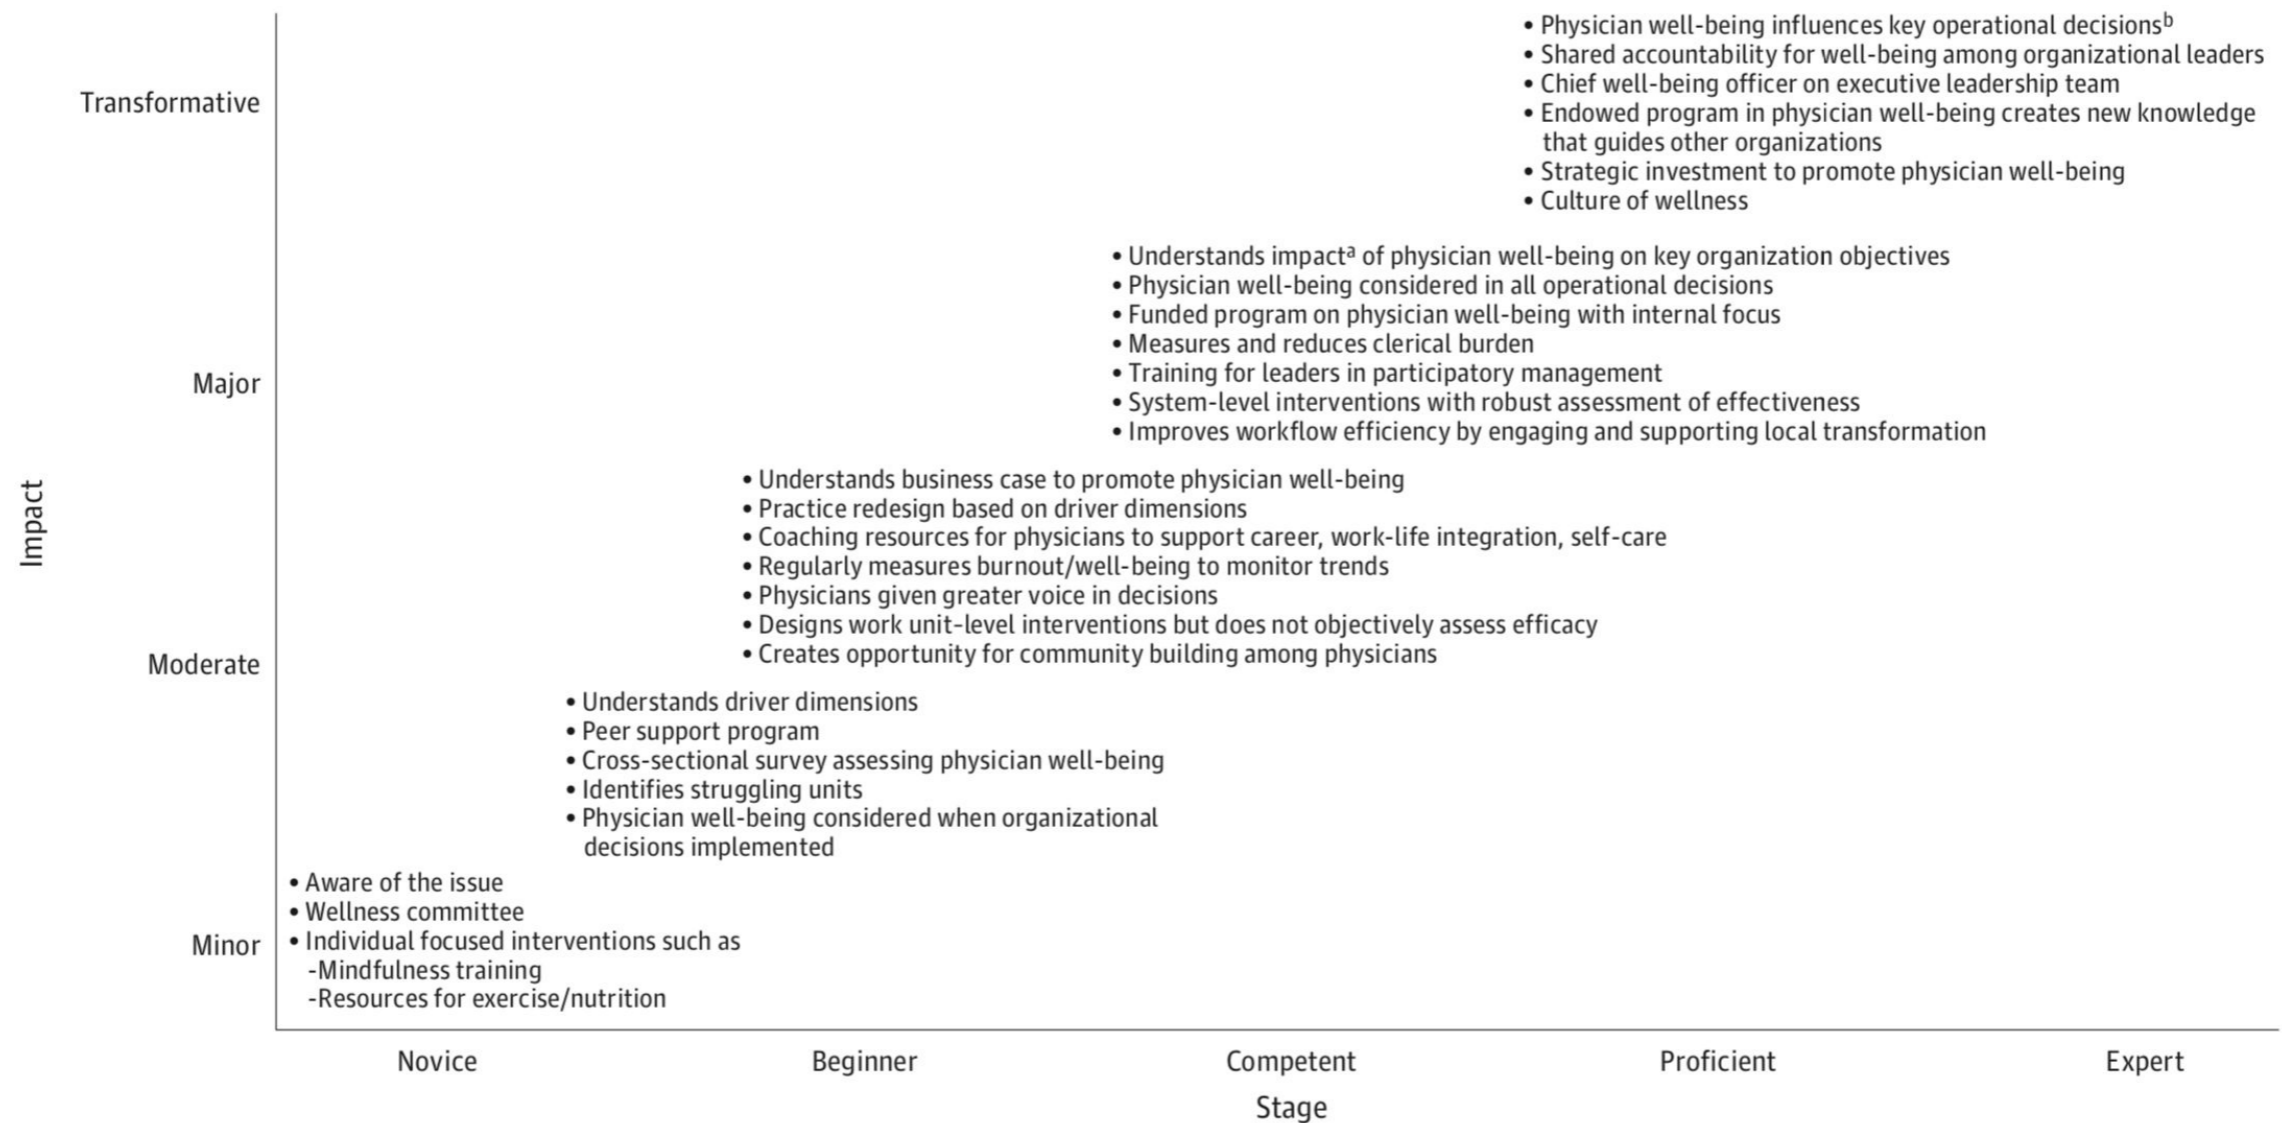 • Physician well-being influences key operational decisionsᵇ
• Shared accountability for well-being among organizational leaders
• Chief well-being officer on executive leadership team
• Endowed program in physician well-being creates new knowledge
that guides other organizations
• Strategic investment to promote physician well-being
• Culture of wellness
Transformative
• Understands impactᵃ of physician well-being on key organization objectives
• Physician well-being considered in all operational decisions
• Funded program on physician well-being with internal focus
• Measures and reduces clerical burden
• Training for leaders in participatory management
• System-level interventions with robust assessment of effectiveness
• Improves workflow efficiency by engaging and supporting local transformation
Major
Impact
• Understands business case to promote physician well-being
• Practice redesign based on driver dimensions
• Coaching resources for physicians to support career, work-life integration, self-care
• Regularly measures burnout/well-being to monitor trends
• Physicians given greater voice in decisions
• Designs work unit-level interventions but does not objectively assess efficacy
• Creates opportunity for community building among physicians
Moderate
• Understands driver dimensions
• Peer support program
• Cross-sectional survey assessing physician well-being
• Identifies struggling units
• Physician well-being considered when organizational
decisions implemented
• Aware of the issue
• Wellness committee
• Individual focused interventions such as
-Mindfulness training
-Resources for exercise/nutrition
Minor
Novice
Beginner
Competent
Proficient
Expert
Stage